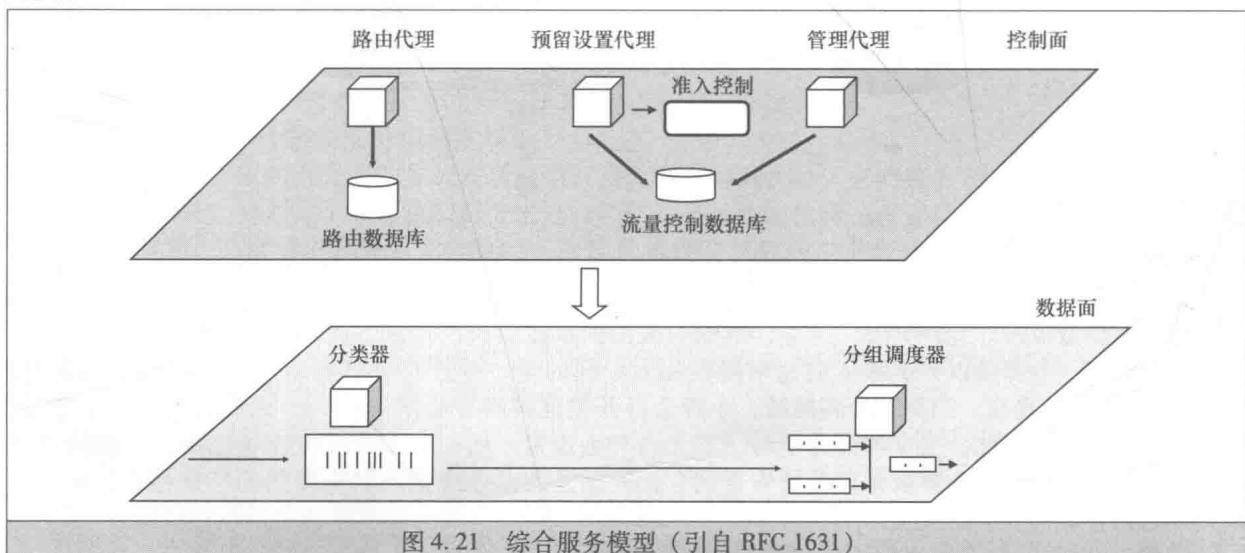 路由代理 预留设置代理 管理代理 控制面
准入控制
路由数据库 流量控制数据库
数据面
分类器 分组调度器
图 4.21 综合服务模型（引自 RFC 1631）